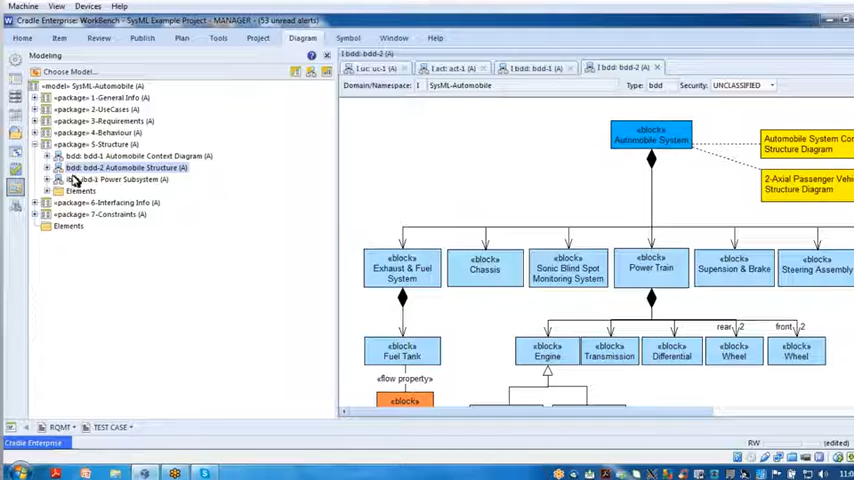 Machine View Devices Help
Cradle Enterprise: WorkBench - SysML Example Project - MANAGER - (53 unread alerts)
Home Item Review Publish Plan Tools Project Diagram Symbol Window Help
Modeling
Choose Model...
«model» SysML-Automobile (A)
«package» 1-General Info (A)
«package» 2-UseCases (A)
«package» 3-Requirements (A)
«package» 4-Behaviour (A)
«package» 5-Structure (A)
bdd: bdd-1 Automobile Context Diagram (A)
bdd: bdd-2 Automobile Structure (A)
ibd-1 Power Subsystem (A)
Elements
«package» 6-Interfacing Info (A)
«package» 7-Constraints (A)
Elements
I bdd: bdd-2 (A)
I uc: uc-1 (A)
I act: act-1 (A)
I bdd: bdd-1 (A)
I bdd: bdd-2 (A)
Domain/Notation: I SysML-Automobile Type: bdd Security: UNCLASSIFIED
«block»
Automobile System
Automobile System Con
Structure Diagram
2-Axial Passenger Vehi
Structure Diagram
«block»
Exhaust & Fuel
System
«block»
Chassis
«block»
Sonic Blind Spot
Monitoring System
«block»
Power Train
«block»
Supension & Brake
«block»
Steering Assembly
rear 2
front 2
«block»
Fuel Tank
«block»
Engine
«block»
Transmission
«block»
Differential
«block»
Wheel
«block»
Wheel
«flow property»
«block»
RQMT
TEST CASE
Cradle Enterprise
RW
(edited)
11:0